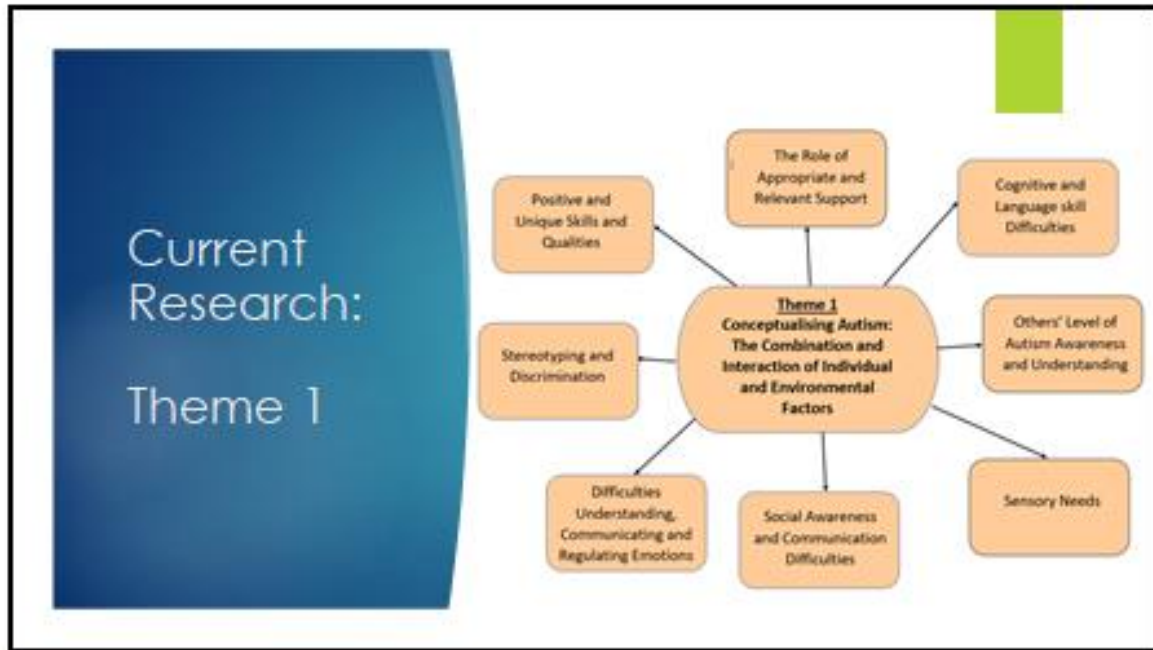 Current
Research:
Theme 1
The Role of
Appropriate and
Relevant Support
Positive and
Unique Skills and
Qualities
Cognitive and
Language skill
Difficulties
Theme 1
Conceptualising Autism:
The Combination and
Interaction of Individual
and Environmental
Factors
Others' Level of
Autism Awareness
and Understanding
Stereotyping and
Discrimination
Difficulties
Understanding,
Communicating and
Regulating Emotions
Social Awareness
and Communication
Difficulties
Sensory Needs